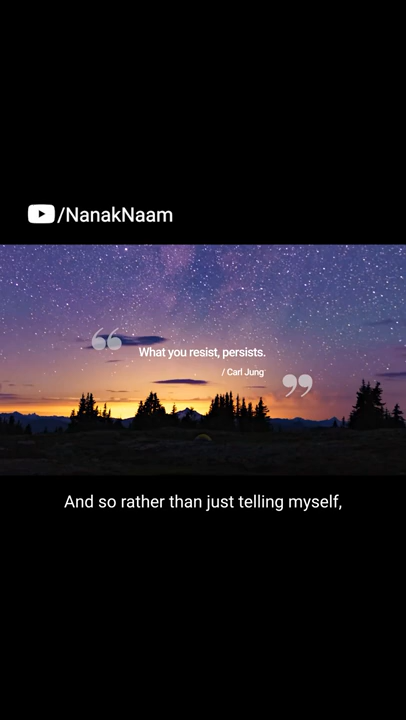 /NanakNaam
“
What you resist, persists.
/ Carl Jung
”
And so rather than just telling myself,